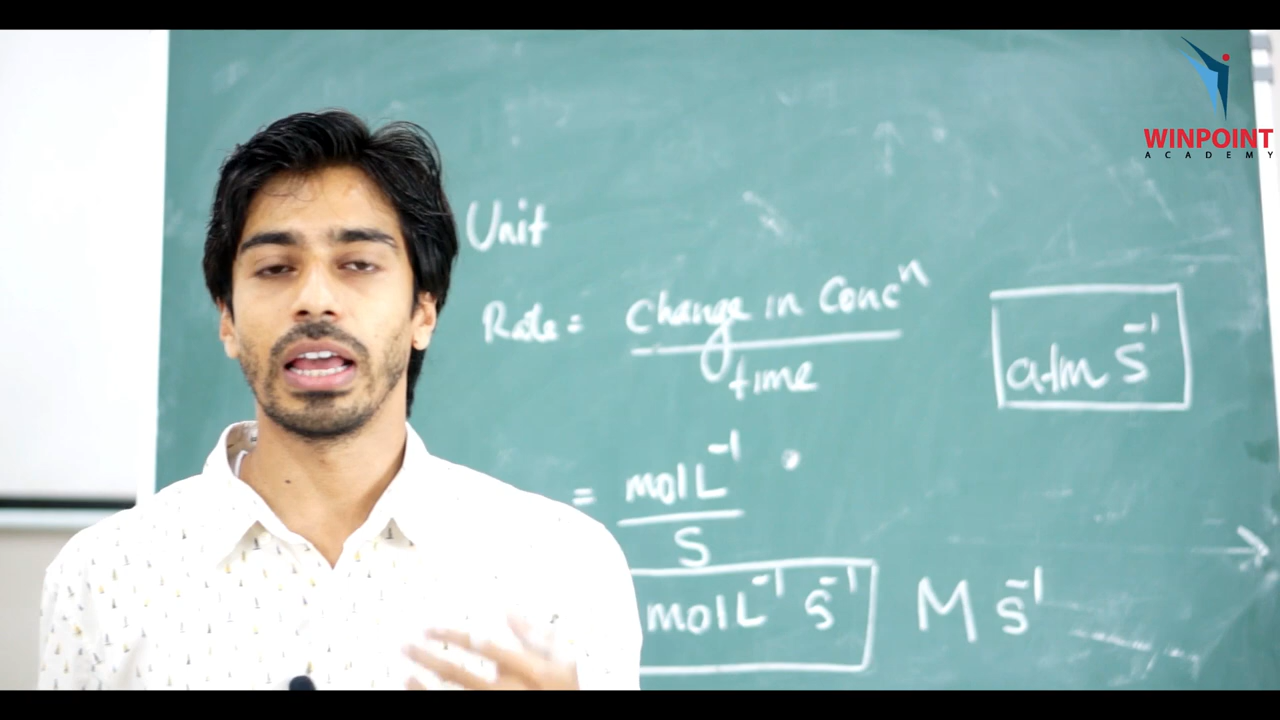 WINPOINT
ACADEMY
Unit
Rate = Change in Concⁿ
time
atm s⁻¹
= mol L⁻¹
s
mol L⁻¹ s⁻¹ M s⁻¹